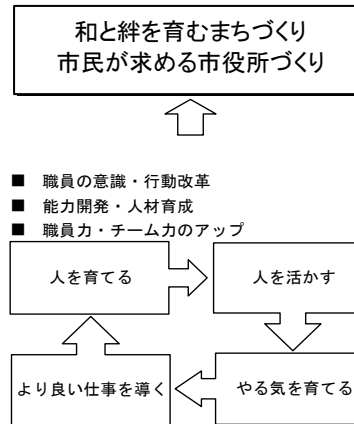 和と絆を育むまちづくり
市民が求める市役所づくり
■ 職員の意識・行動改革
■ 能力開発・人材育成
■ 職員力・チーム力のアップ
人を育てる
人を活かす
より良い仕事を導く
やる気を育てる